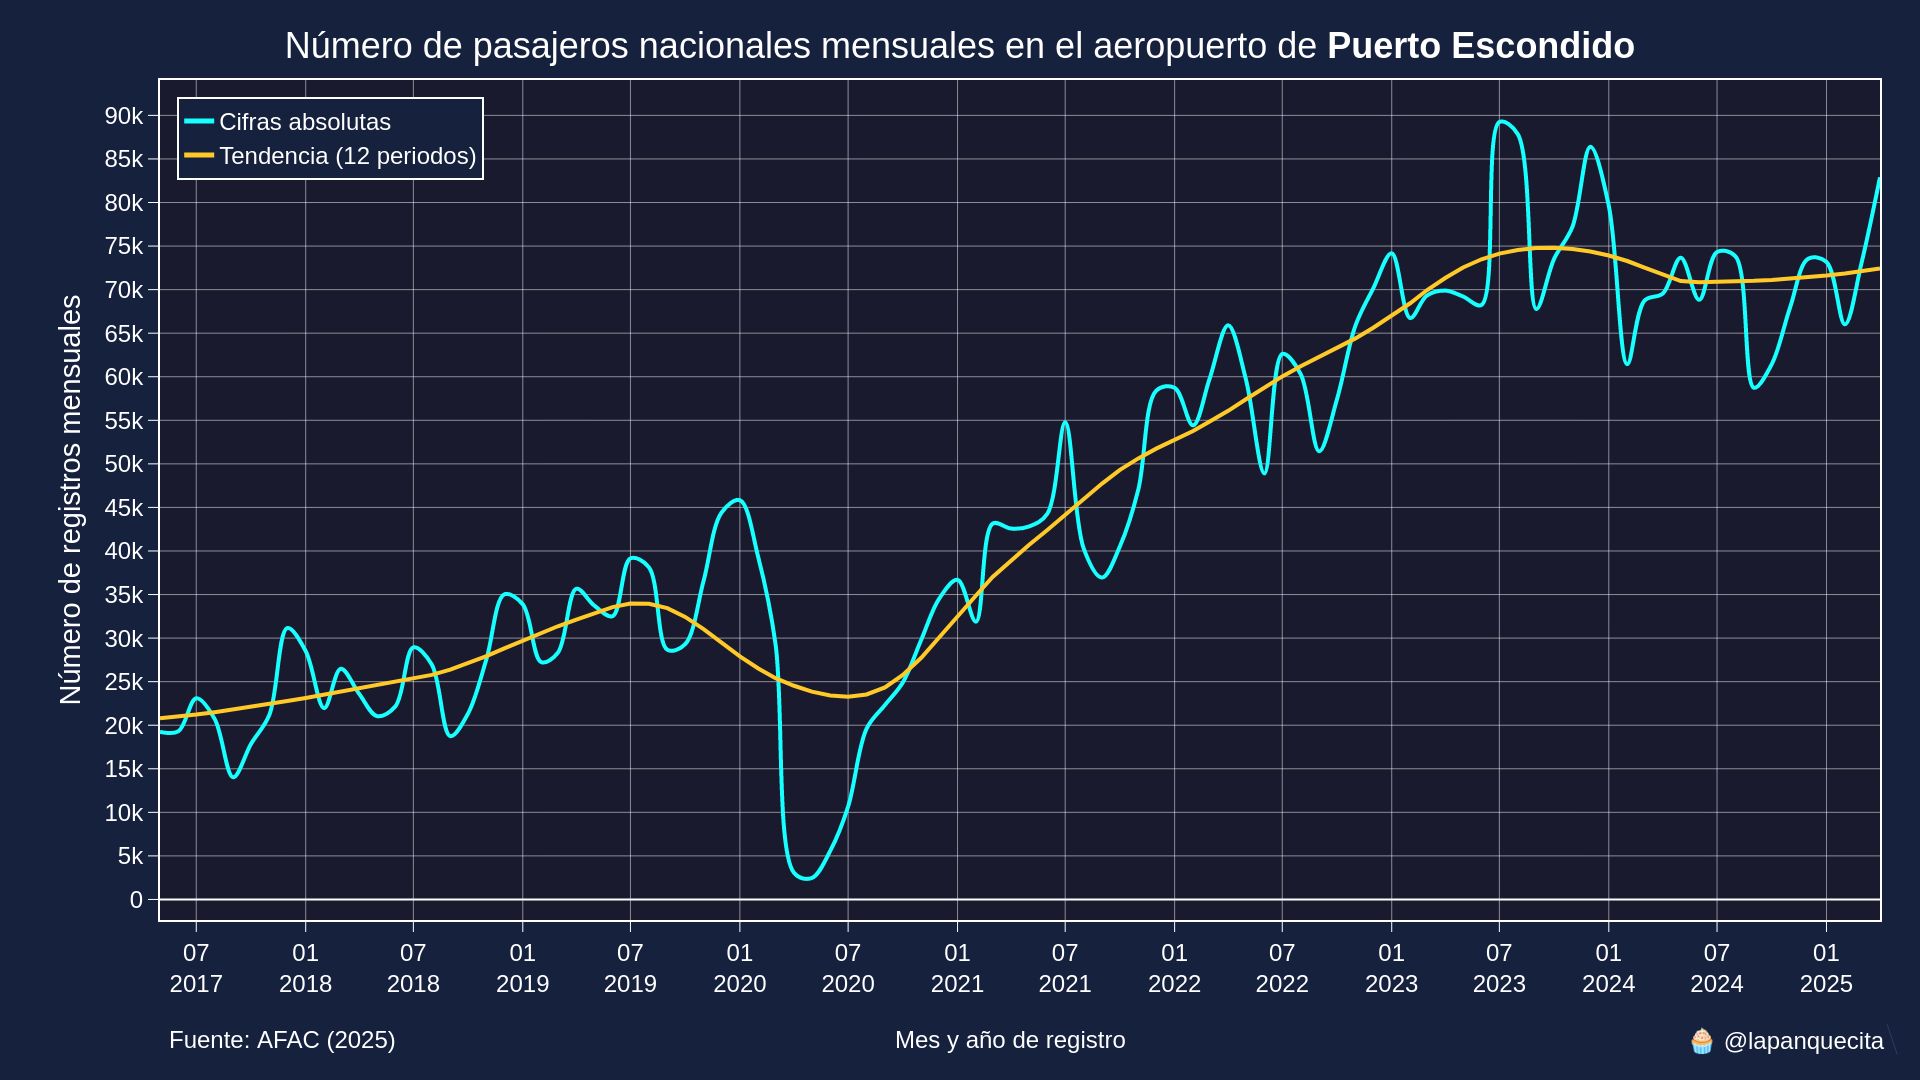 Número de pasajeros nacionales mensuales en el aeropuerto de Puerto Escondido
Cifras absolutas
Tendencia (12 periodos)
Número de registros mensuales
90k
85k
80k
75k
70k
65k
60k
55k
50k
45k
40k
35k
30k
25k
20k
15k
10k
5k
0
07 01 07 01 07 01 07 01 07 01 07 01 07 01 07 01
2017 2018 2018 2019 2019 2020 2020 2021 2021 2022 2022 2023 2023 2024 2024 2025
Fuente: AFAC (2025)
Mes y año de registro
🧁 @lapanquecita